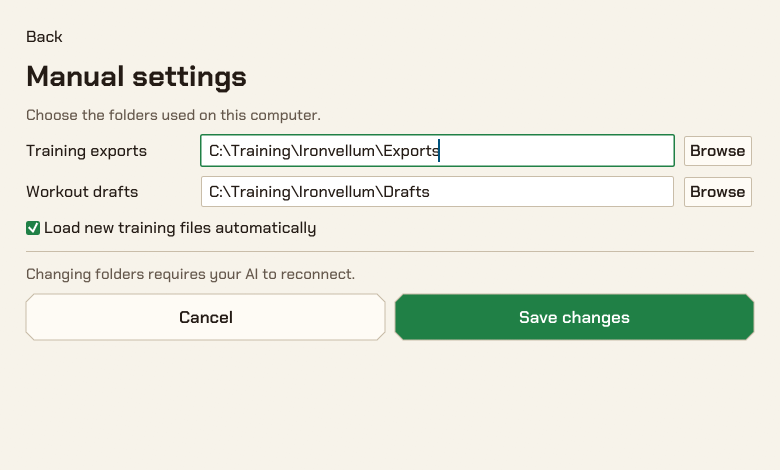 Back
Manual settings
Choose the folders used on this computer.
Training exports C:\Training\Ironvellum\Exports Browse
Workout drafts C:\Training\Ironvellum\Drafts Browse
Load new training files automatically
Changing folders requires your AI to reconnect.
Cancel Save changes